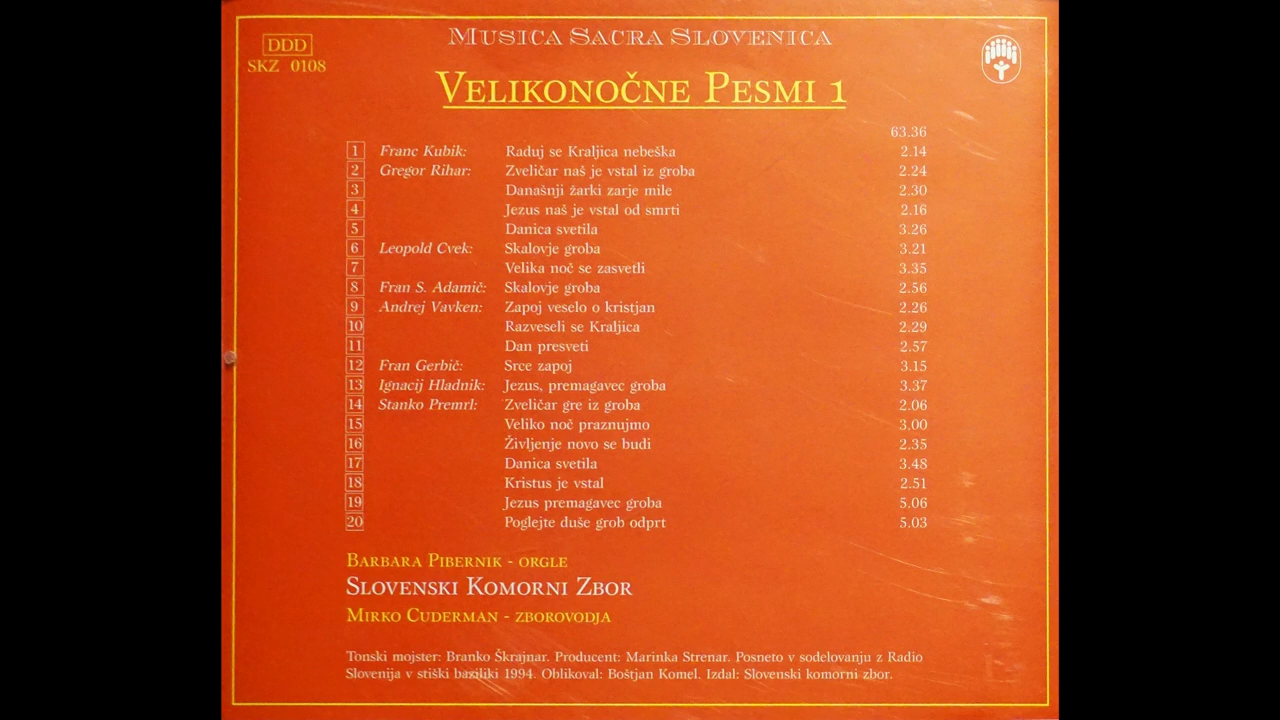 DDD
SKZ 0108
MUSICA SACRA SLOVENICA
VELIKONOČNE PESMI 1
63.36
1 Franc Kubik: Raduj se Kraljica nebeška 2.14
2 Gregor Rihar: Zveličar naš je vstal iz groba 2.24
3 Današnji žarki zarje mile 2.30
4 Jezus naš je vstal od smrti 2.16
5 Danica svetila 3.26
6 Leopold Cvek: Skalovje groba 3.21
7 Velika noč se zasvetli 3.35
8 Fran S. Adamič: Skalovje groba 2.56
9 Andrej Vavken: Zapoj veselo o kristjan 2.26
10 Razveseli se Kraljica 2.29
11 Dan presveti 2.57
12 Fran Gerbič: Srce zapoj 3.15
13 Ignacij Hladnik: Jezus, premagavec groba 3.37
14 Stanko Premrl: Zveličar gre iz groba 2.06
15 Veliko noč praznujmo 3.00
16 Življenje novo se budi 2.35
17 Danica svetila 3.48
18 Kristus je vstal 2.51
19 Jezus premagavec groba 5.06
20 Poglejte duše grob odprt 5.03
BARBARA PIBERNIK - ORGLE
SLOVENSKI KOMORNI ZBOR
MIRKO CUDERMAN - ZBOROVODJA
Tonski mojster: Branko Škrajnar. Producent: Marinka Strenar. Posneto v sodelovanju z Radio
Slovenija v stiški baziliki 1994. Oblikoval: Boštjan Komel. Izdal: Slovenski komorni zbor.